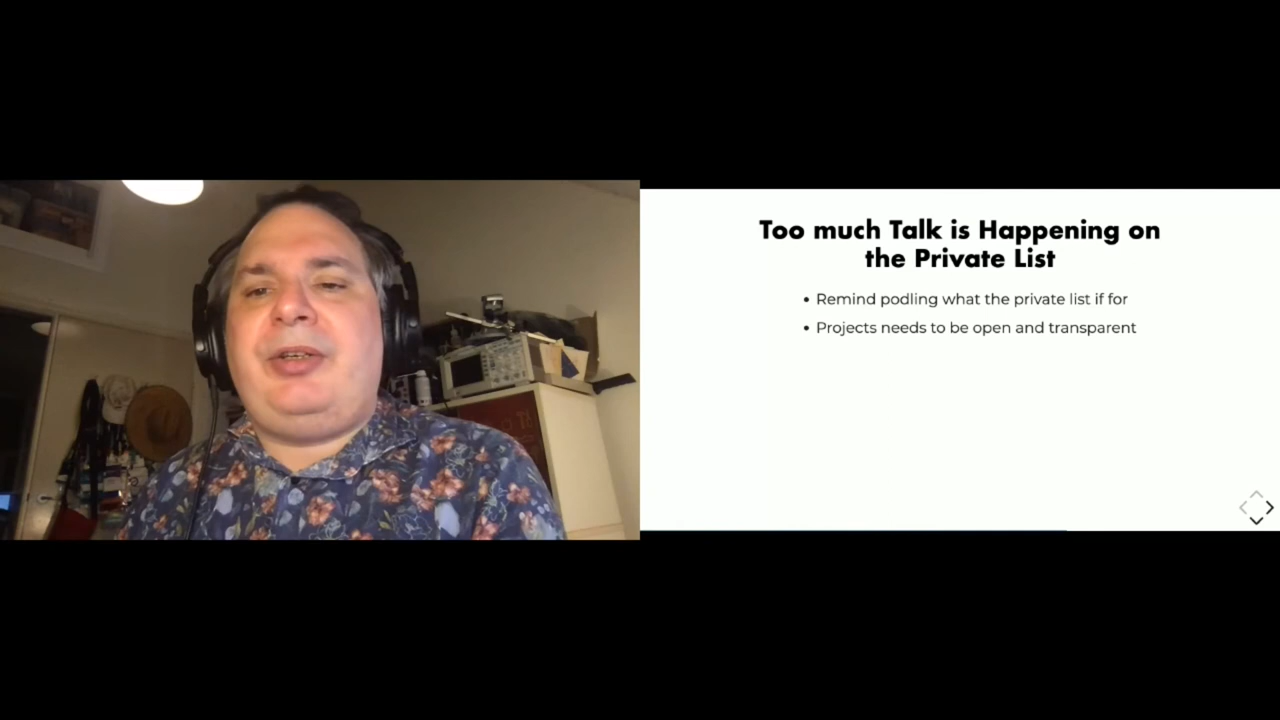 Too much Talk is Happening on
the Private List
• Remind podling what the private list if for
• Projects needs to be open and transparent